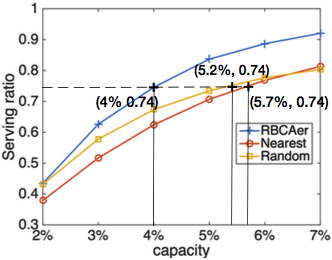 1
0.9
0.8
0.7
0.6
0.5
0.4
0.3
Serving ratio
(5.2%, 0.74)
(4% 0.74)
(5.7%, 0.74)
RBCAer
Nearest
Random
2% 3% 4% 5% 6% 7%
capacity